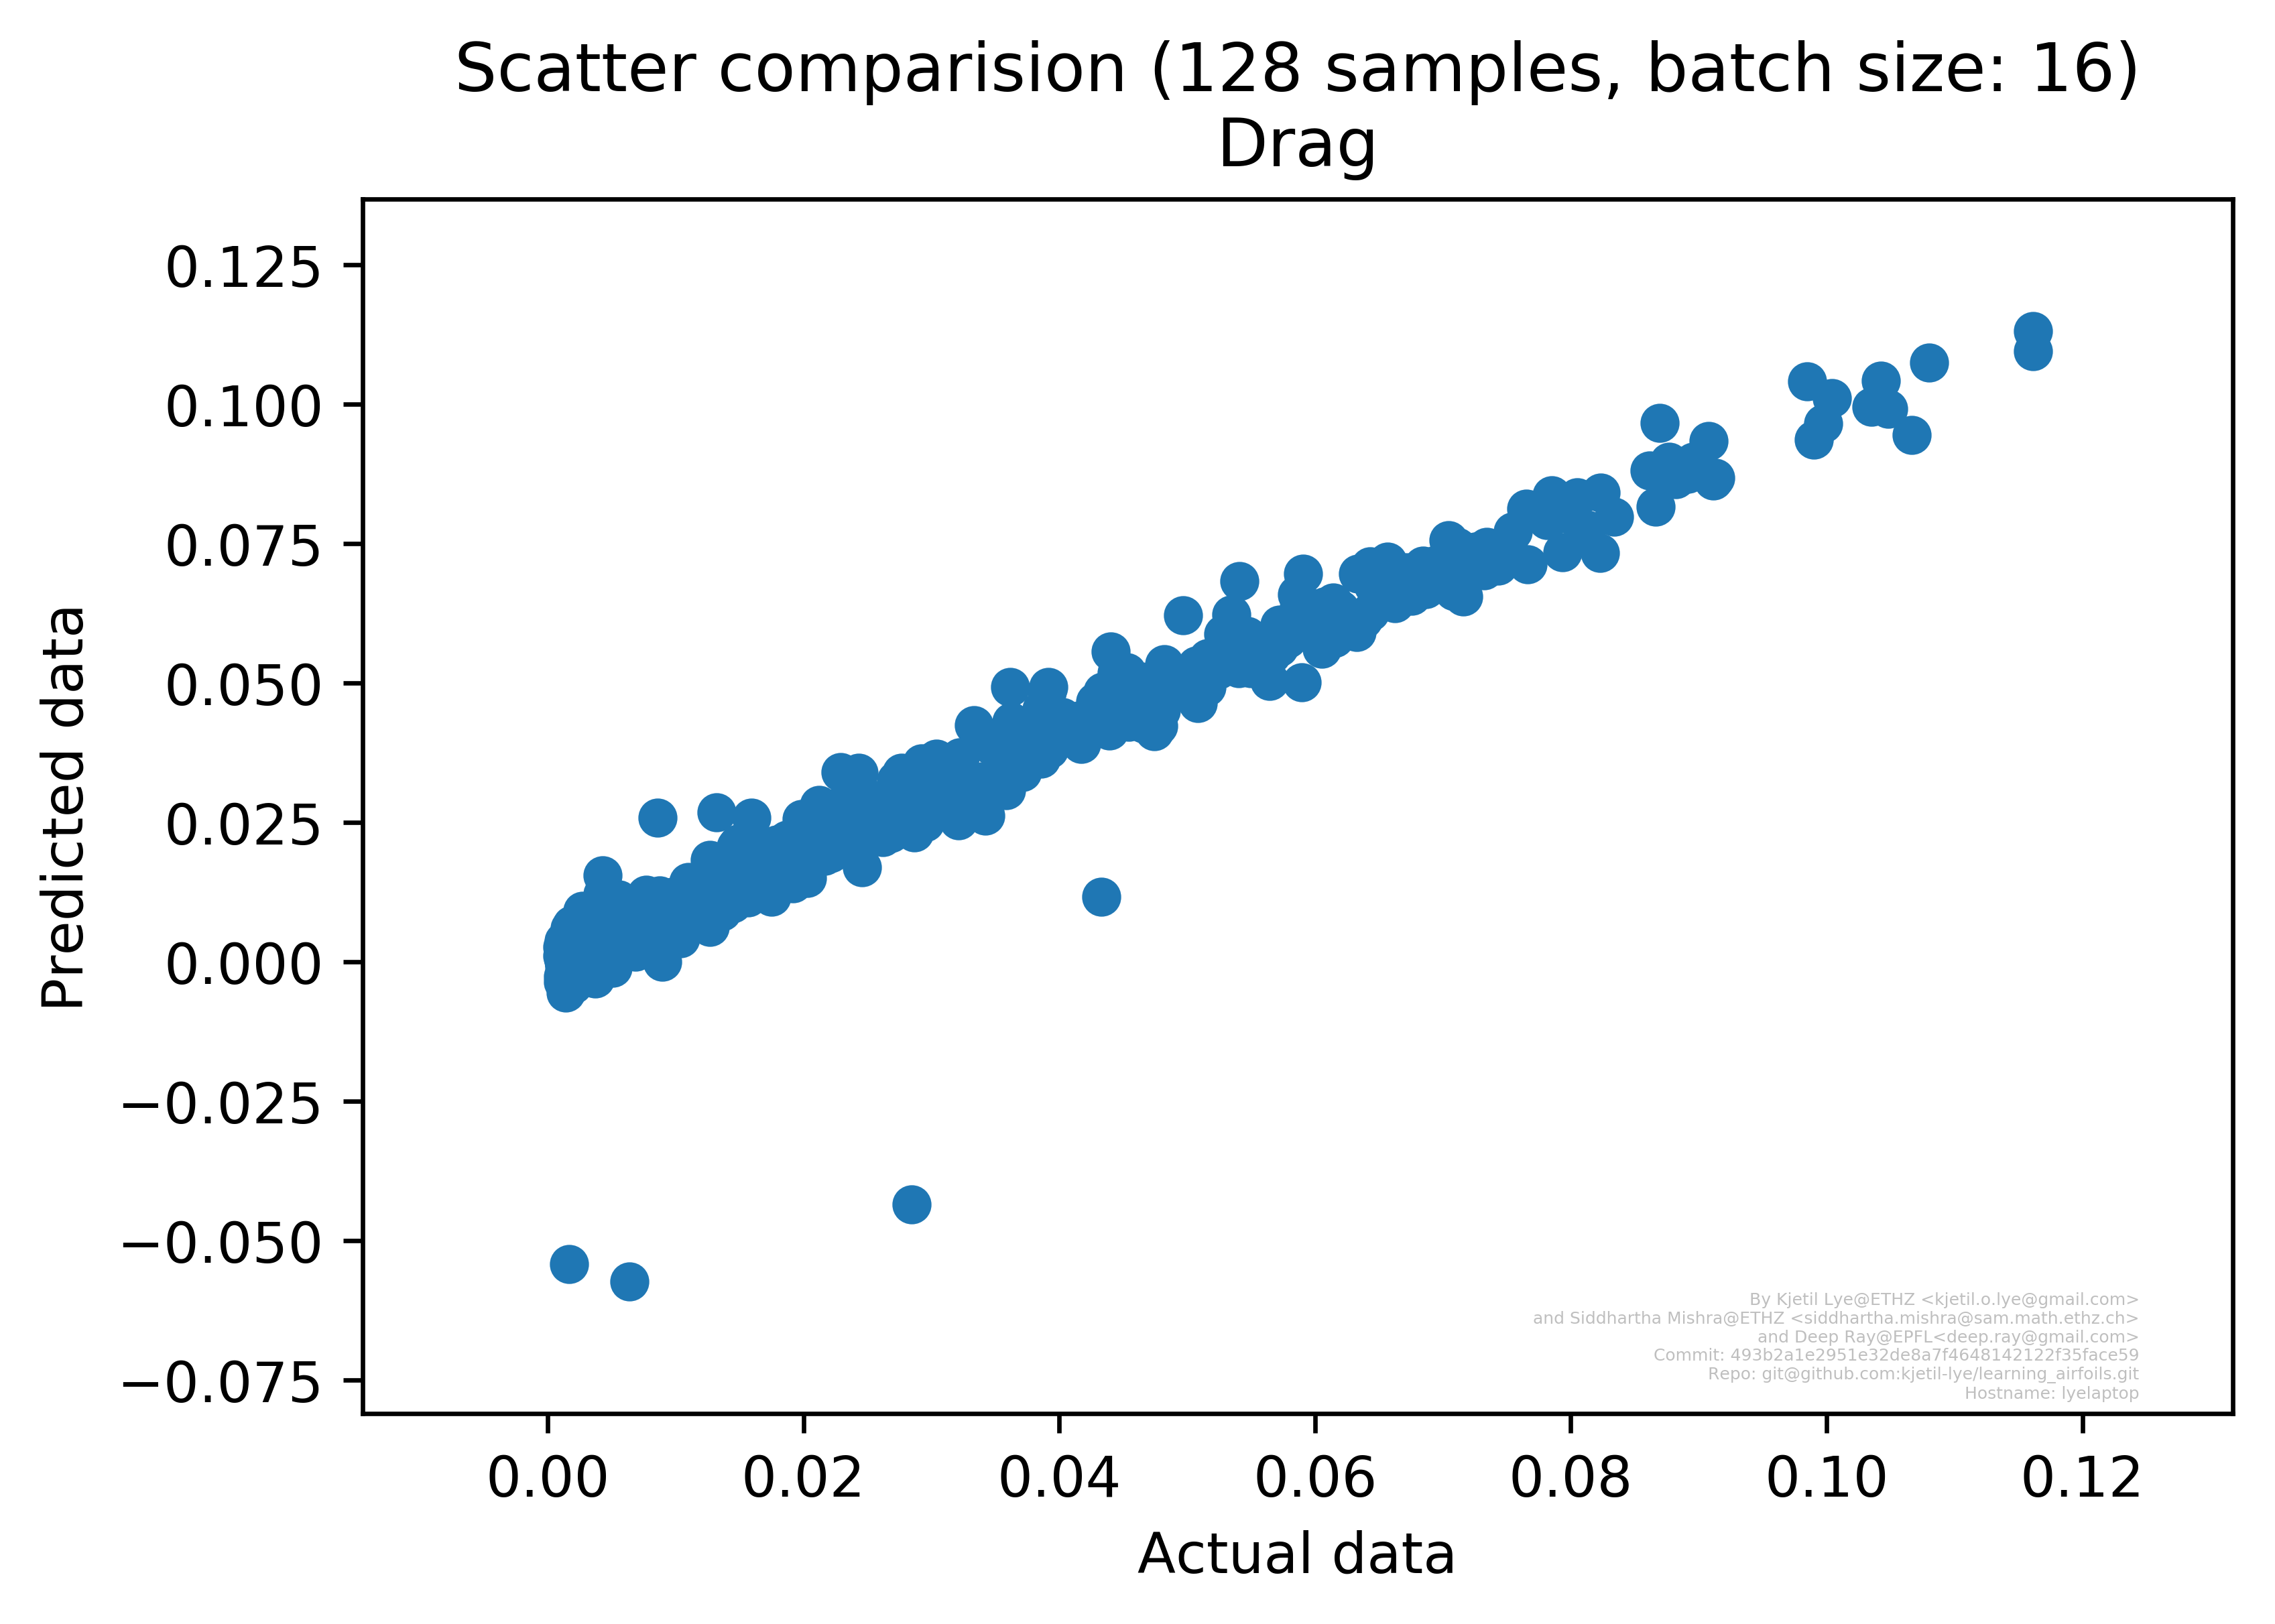 Scatter comparision (128 samples, batch size: 16)
Drag
0.125
0.100
0.075
0.050
0.025
0.000
−0.025
−0.050
−0.075
Predicted data
0.00 0.02 0.04 0.06 0.08 0.10 0.12
Actual data
By Kjetil Lye@ETHZ <kjetil.o.lye@gmail.com>
and Siddhartha Mishra@ETHZ <siddhartha.mishra@sam.math.ethz.ch>
and Deep Ray@EPFL<deep.ray@gmail.com>
Commit: 493b2a1e2951e32de8a7f4648142122f35face59
Repo: git@github.com:kjetil-lye/learning_airfoils.git
Hostname: lyelaptop